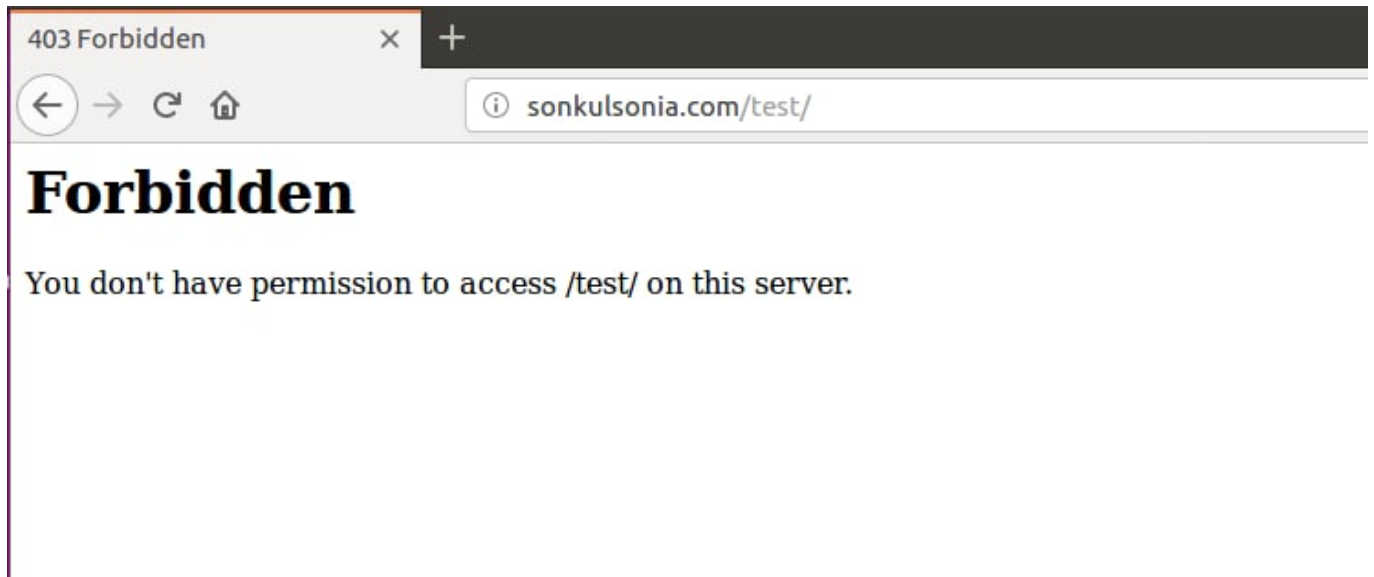 403 Forbidden
sonkulsonia.com/test/
Forbidden
You don't have permission to access /test/ on this server.